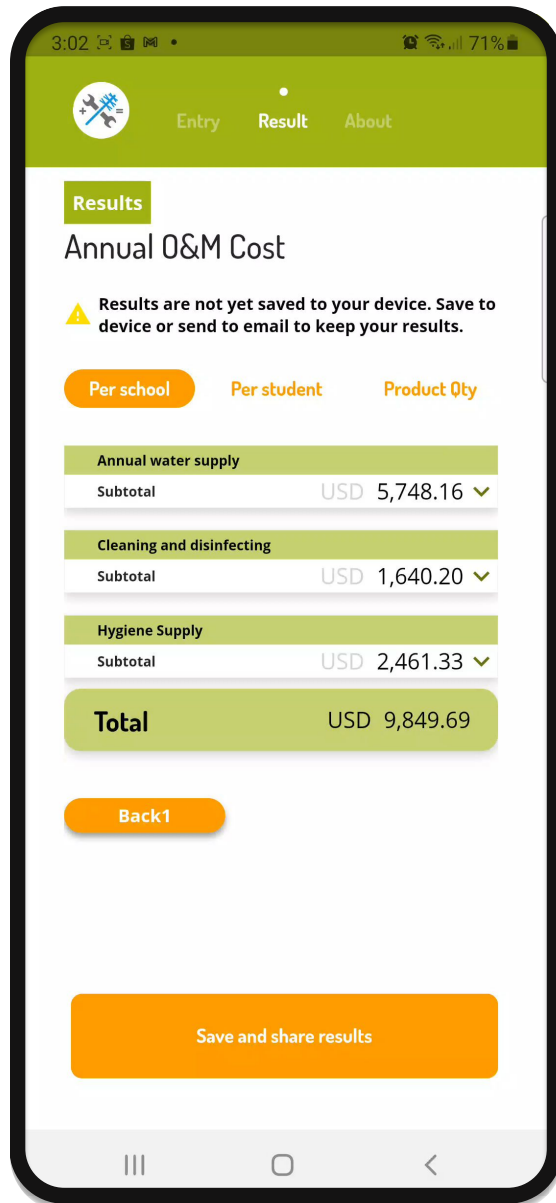 3:02 71%
Entry Result About
Results
Annual O&M Cost
Results are not yet saved to your device. Save to
device or send to email to keep your results.
Per school Per student Product Qty
Annual water supply
Subtotal USD 5,748.16
Cleaning and disinfecting
Subtotal USD 1,640.20
Hygiene Supply
Subtotal USD 2,461.33
Total USD 9,849.69
Back1
Save and share results